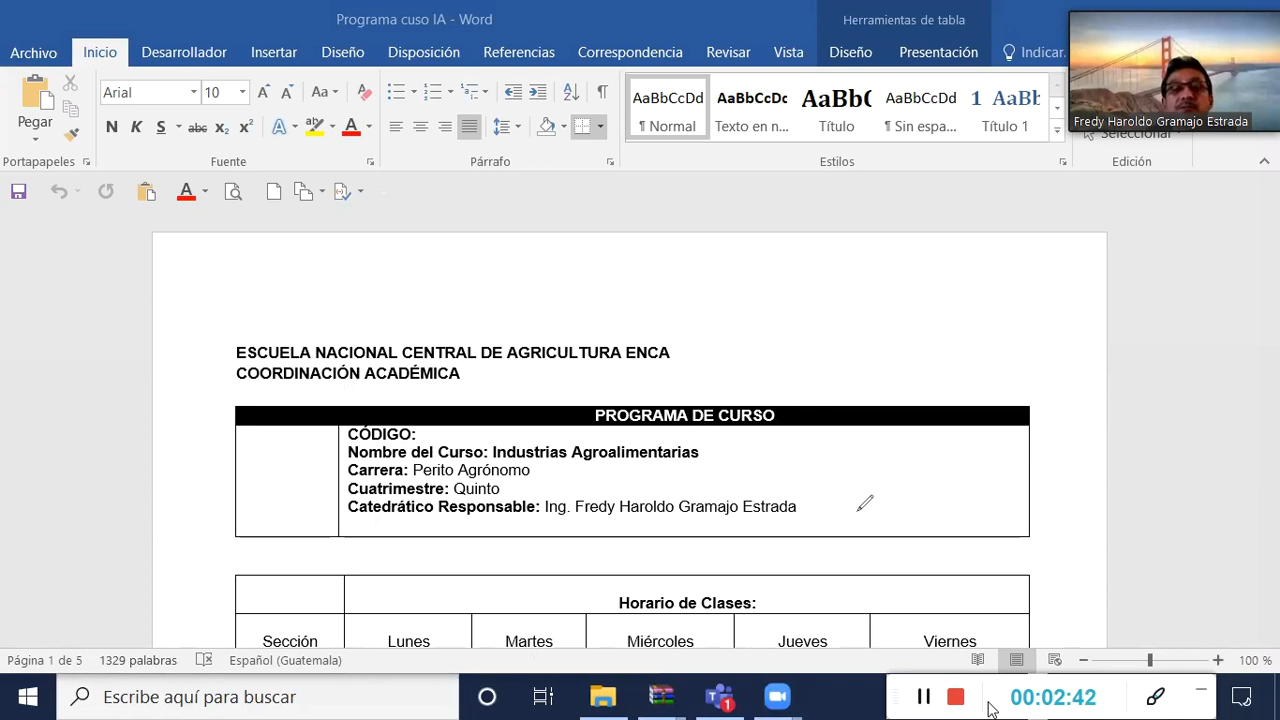 Programa cuso IA - Word
Herramientas de tabla
Archivo Inicio Desarrollador Insertar Diseño Disposición Referencias Correspondencia Revisar Vista Diseño Presentación Indicar.
Fredy Haroldo Gramajo Estrada
Pegar
Arial 10 Aa A
N K S abc x₂ x² A A
AaBbCcDd AaBbCcDc AaBbC AaBbCcDd 1 AaBb
¶ Normal Texto en n... Título ¶ Sin espa... Título 1
Seleccionar
Portapapeles Fuente Párrafo Estilos Edición
ESCUELA NACIONAL CENTRAL DE AGRICULTURA ENCA
COORDINACIÓN ACADÉMICA
PROGRAMA DE CURSO
CÓDIGO:
Nombre del Curso: Industrias Agroalimentarias
Carrera: Perito Agrónomo
Cuatrimestre: Quinto
Catedrático Responsable: Ing. Fredy Haroldo Gramajo Estrada
Horario de Clases:
Sección Lunes Martes Miércoles Jueves Viernes
Página 1 de 5 1329 palabras Español (Guatemala) 100 %
Escribe aquí para buscar
1
00:02:42